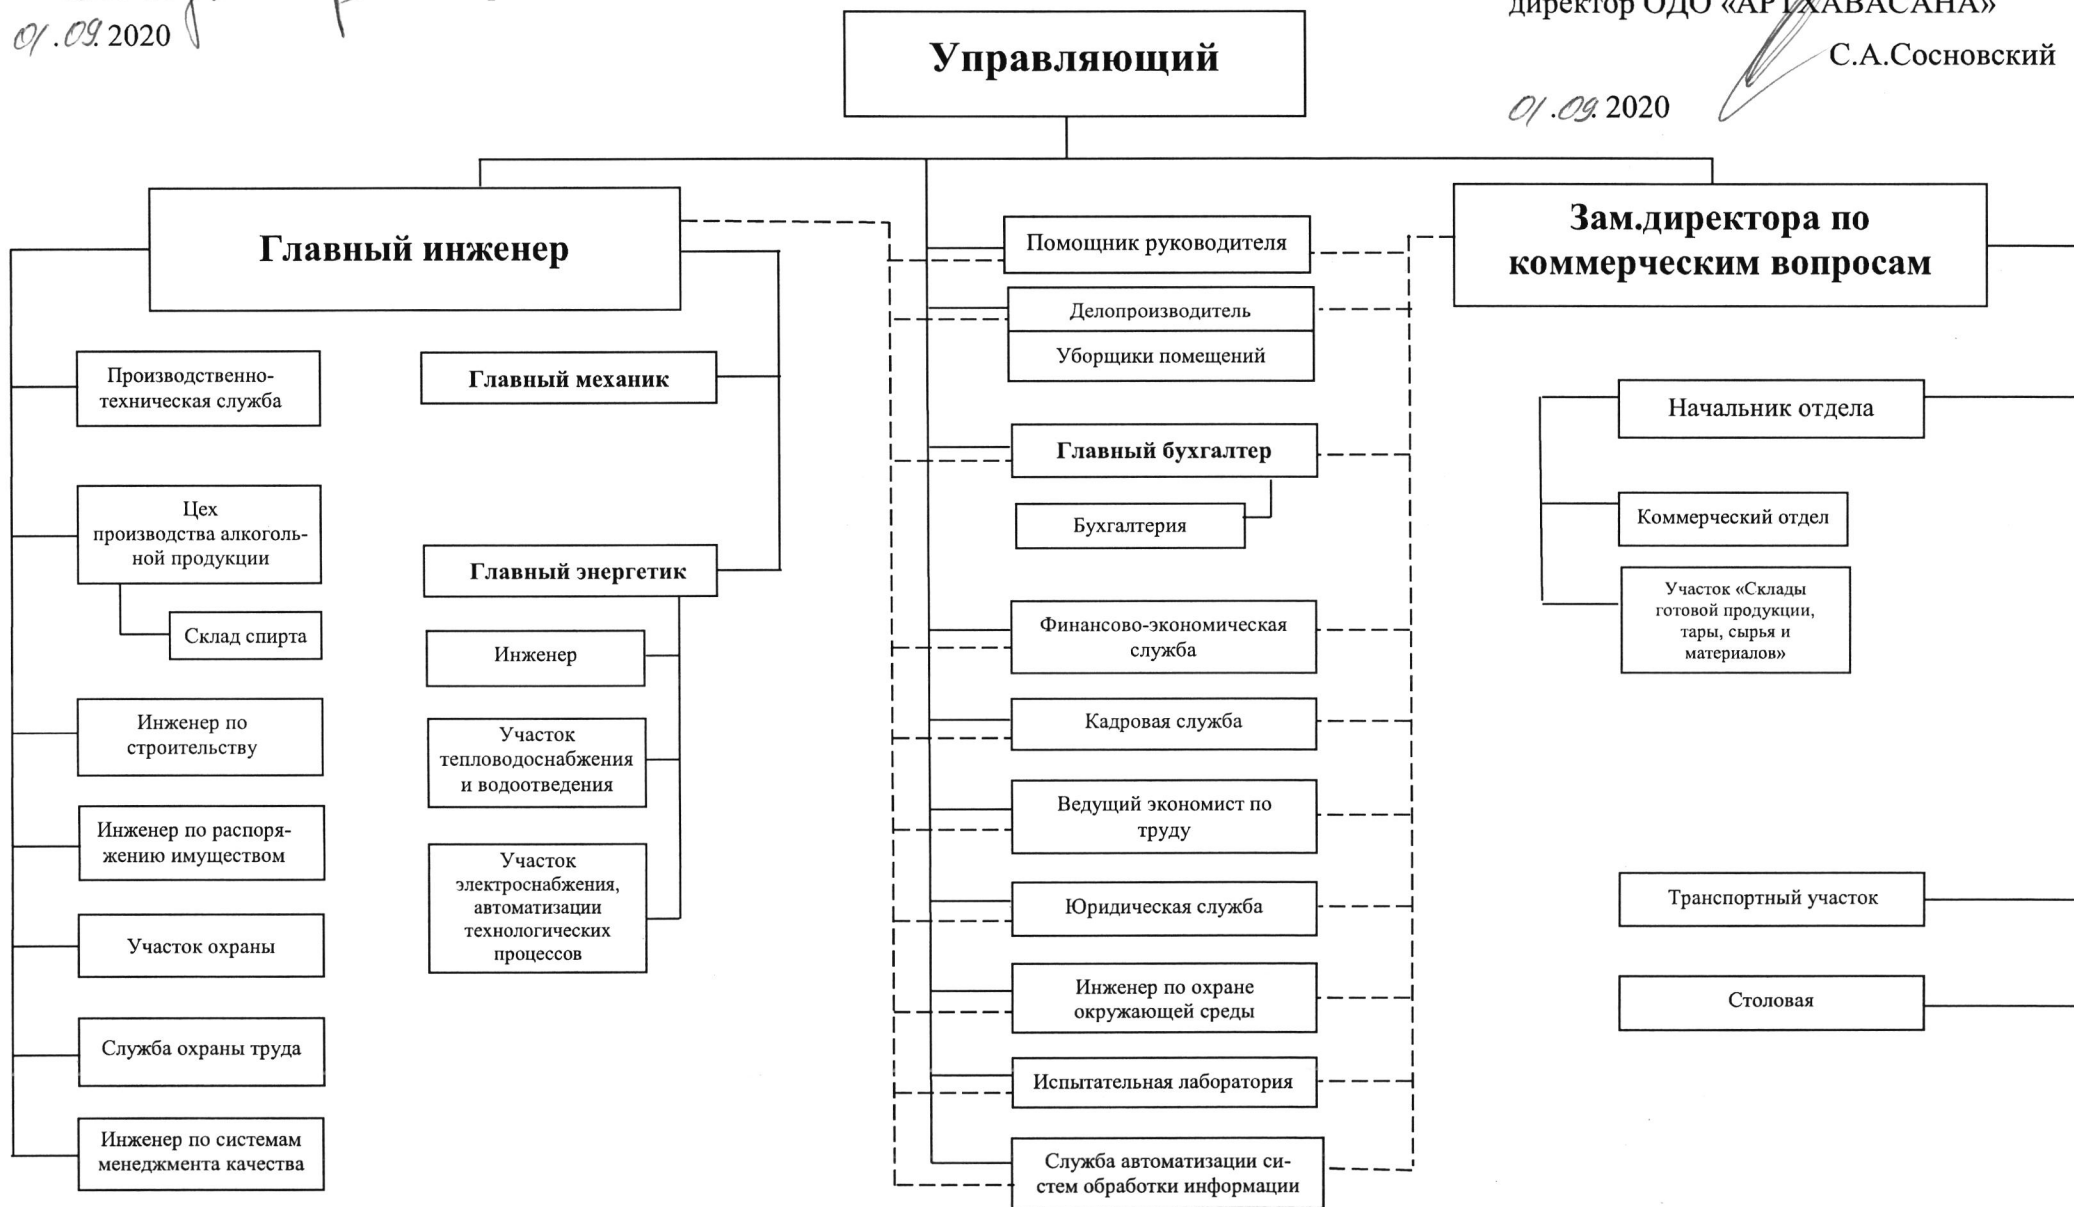 01.09.2020
директор ОДО «АРТХАВАСАНА»
С.А.Сосновский
01.09.2020
Управляющий
Главный инженер
Зам.директора по
коммерческим вопросам
Производственно-
техническая служба
Цех
производства алкоголь-
ной продукции
Склад спирта
Инженер по
строительству
Инженер по распоря-
жению имуществом
Участок охраны
Служба охраны труда
Инженер по системам
менеджмента качества
Главный механик
Главный энергетик
Инженер
Участок
тепловодоснабжения
и водоотведения
Участок
электроснабжения,
автоматизации
технологических
процессов
Помощник руководителя
Делопроизводитель
Уборщики помещений
Главный бухгалтер
Бухгалтерия
Финансово-экономическая
служба
Кадровая служба
Ведущий экономист по
труду
Юридическая служба
Инженер по охране
окружающей среды
Испытательная лаборатория
Служба автоматизации си-
стем обработки информации
Начальник отдела
Коммерческий отдел
Участок «Склады
готовой продукции,
тары, сырья и
материалов»
Транспортный участок
Столовая